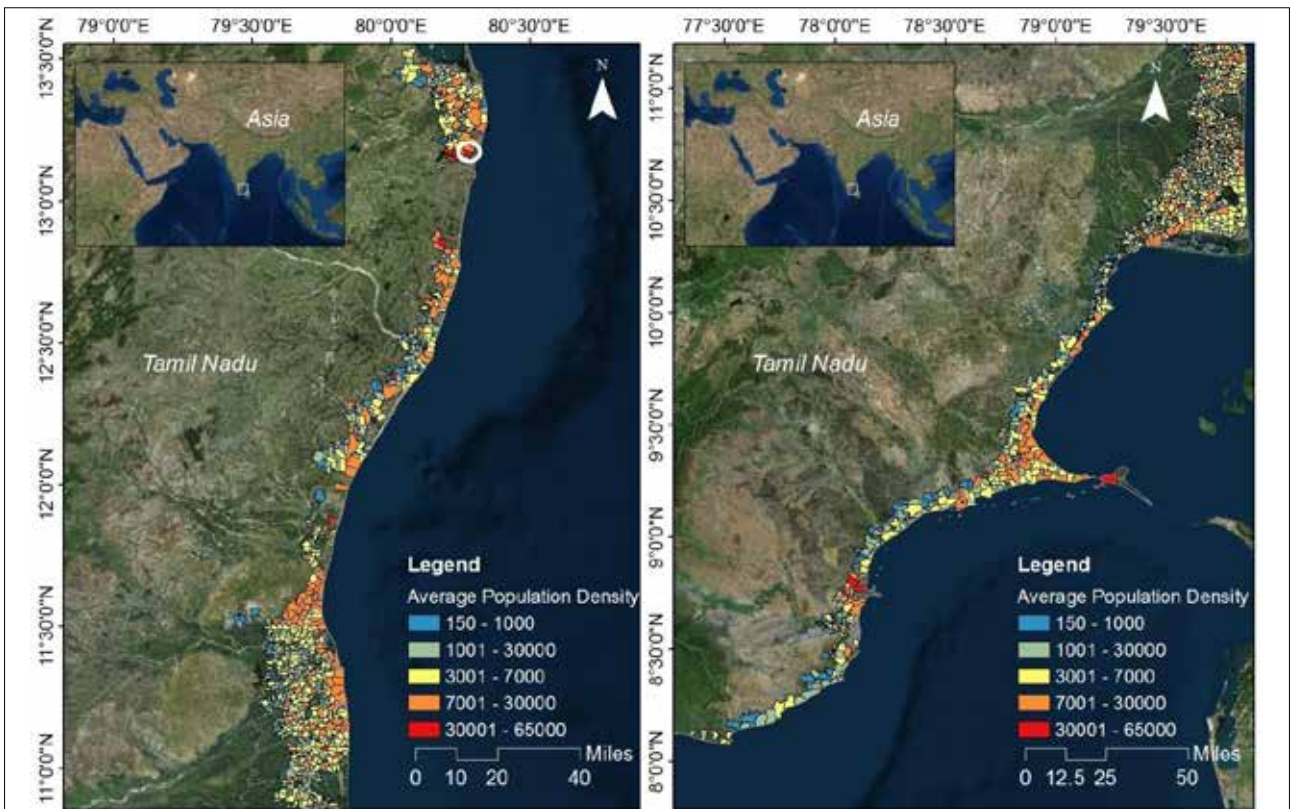 79°0'0"E 79°30'0"E 80°0'0"E 80°30'0"E
13°30'0"N
13°0'0"N
12°30'0"N
12°0'0"N
11°30'0"N
11°0'0"N
Asia
N
Tamil Nadu
Legend
Average Population Density
150 - 1000
1001 - 30000
3001 - 7000
7001 - 30000
30001 - 65000
Miles
0 10 20 40
77°30'0"E 78°0'0"E 78°30'0"E 79°0'0"E 79°30'0"E
11°0'0"N
10°30'0"N
10°0'0"N
9°30'0"N
9°0'0"N
8°30'0"N
8°0'0"N
Asia
N
Tamil Nadu
Legend
Average Population Density
150 - 1000
1001 - 30000
3001 - 7000
7001 - 30000
30001 - 65000
Miles
0 12.5 25 50